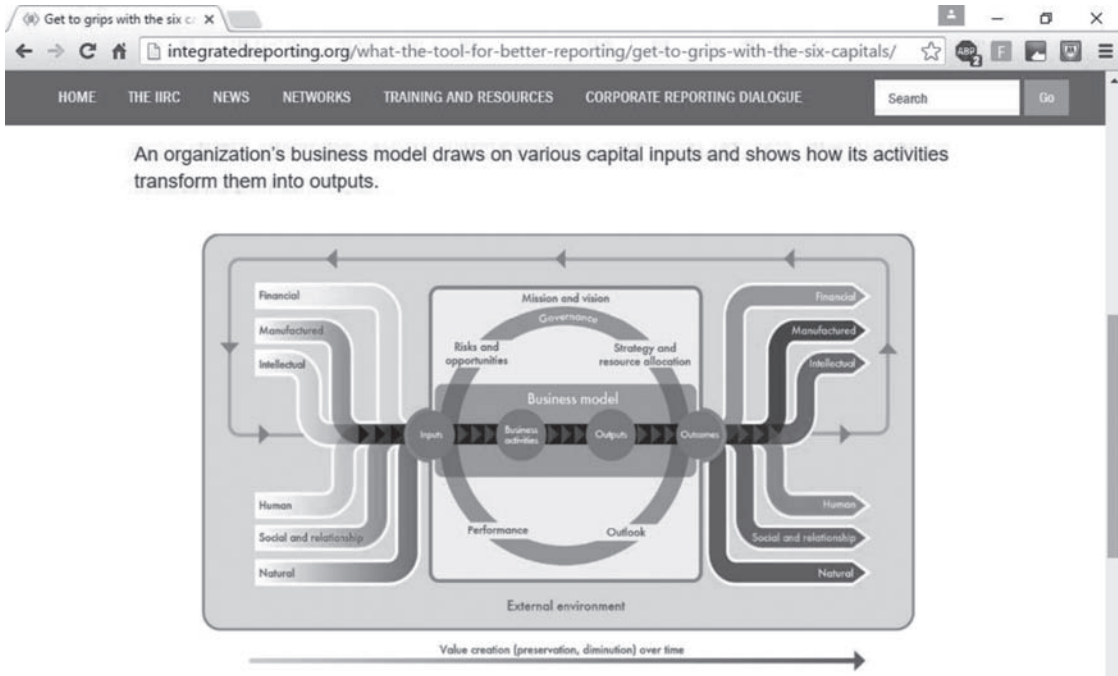 Get to grips with the six c
integratedreporting.org/what-the-tool-for-better-reporting/get-to-grips-with-the-six-capitals/
ABP
2
F
HOME THE IIRC NEWS NETWORKS TRAINING AND RESOURCES CORPORATE REPORTING DIALOGUE Search Go
An organization's business model draws on various capital inputs and shows how its activities
transform them into outputs.
Financial
Manufactured
Intellectual
Human
Social and relationship
Natural
Mission and vision
Governance
Risks and
opportunities
Strategy and
resource allocation
Business model
Inputs
Business
activities
Outputs
Outcomes
Performance
Outlook
Financial
Manufactured
Intellectual
Human
Social and relationship
Natural
External environment
Value creation (preservation, diminution) over time